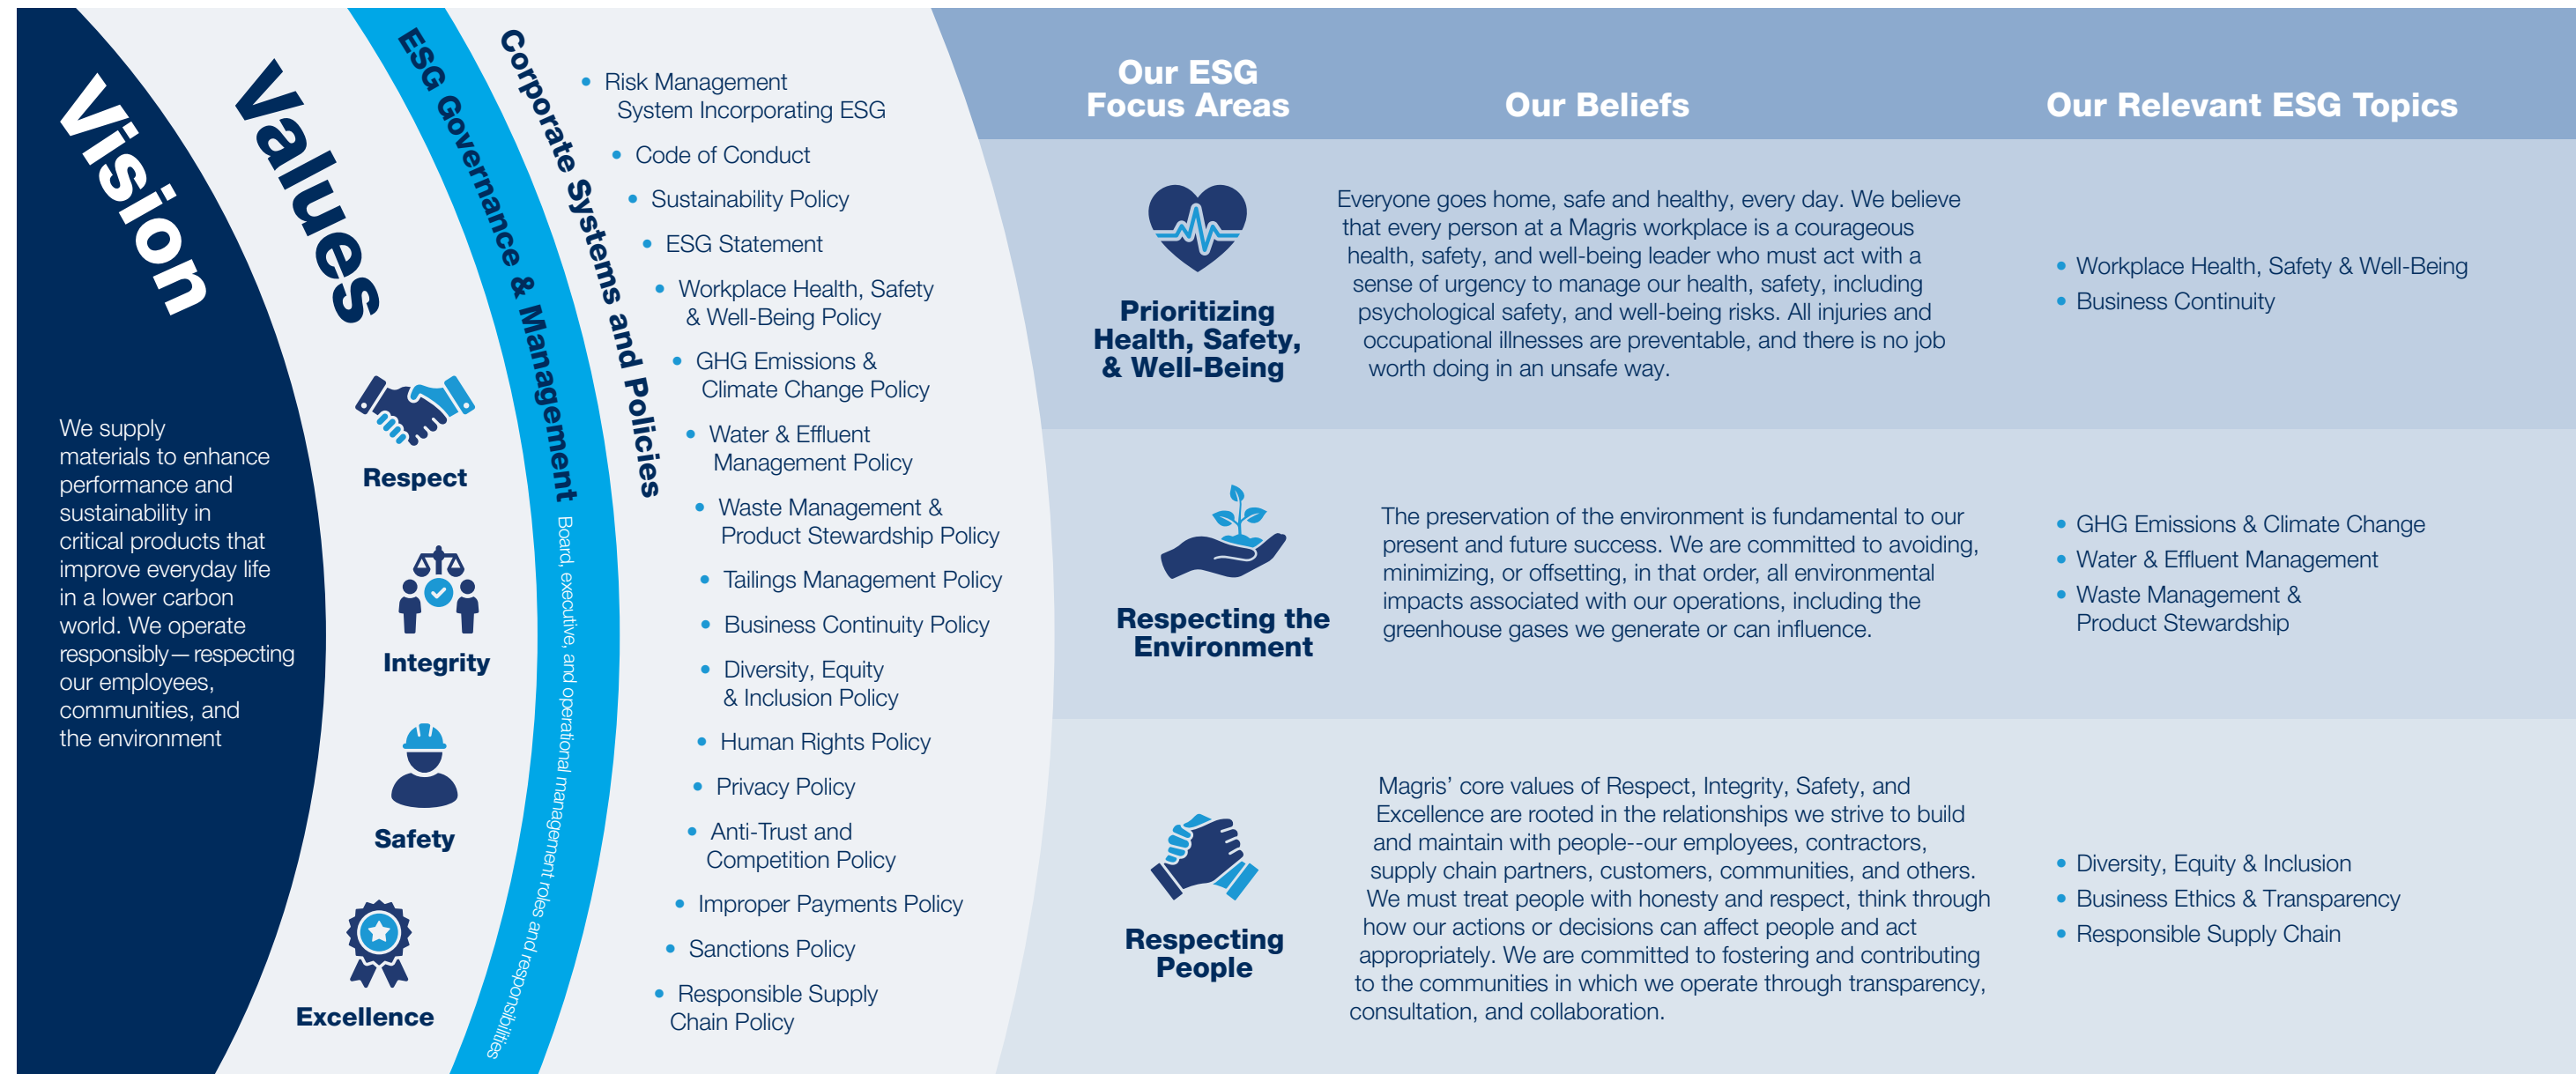 Vision
We supply
materials to enhance
performance and
sustainability in
critical products that
improve everyday life
in a lower carbon
world. We operate
responsibly—respecting
our employees,
communities, and
the environment
Values
Respect
Integrity
Safety
Excellence
ESG Governance & Management Board, executive, and operational management roles and responsibilities
Corporate Systems and Policies
• Risk Management
System Incorporating ESG
• Code of Conduct
• Sustainability Policy
• ESG Statement
• Workplace Health, Safety
& Well-Being Policy
• GHG Emissions &
Climate Change Policy
• Water & Effluent
Management Policy
• Waste Management &
Product Stewardship Policy
• Tailings Management Policy
• Business Continuity Policy
• Diversity, Equity
& Inclusion Policy
• Human Rights Policy
• Privacy Policy
• Anti-Trust and
Competition Policy
• Improper Payments Policy
• Sanctions Policy
• Responsible Supply
Chain Policy
Our ESG
Focus Areas
Our Beliefs
Our Relevant ESG Topics
Prioritizing
Health, Safety,
& Well-Being
Everyone goes home, safe and healthy, every day. We believe
that every person at a Magris workplace is a courageous
health, safety, and well-being leader who must act with a
sense of urgency to manage our health, safety, including
psychological safety, and well-being risks. All injuries and
occupational illnesses are preventable, and there is no job
worth doing in an unsafe way.
• Workplace Health, Safety & Well-Being
• Business Continuity
Respecting the
Environment
The preservation of the environment is fundamental to our
present and future success. We are committed to avoiding,
minimizing, or offsetting, in that order, all environmental
impacts associated with our operations, including the
greenhouse gases we generate or can influence.
• GHG Emissions & Climate Change
• Water & Effluent Management
• Waste Management &
Product Stewardship
Respecting
People
Magris’ core values of Respect, Integrity, Safety, and
Excellence are rooted in the relationships we strive to build
and maintain with people--our employees, contractors,
supply chain partners, customers, communities, and others.
We must treat people with honesty and respect, think through
how our actions or decisions can affect people and act
appropriately. We are committed to fostering and contributing
to the communities in which we operate through transparency,
consultation, and collaboration.
• Diversity, Equity & Inclusion
• Business Ethics & Transparency
• Responsible Supply Chain